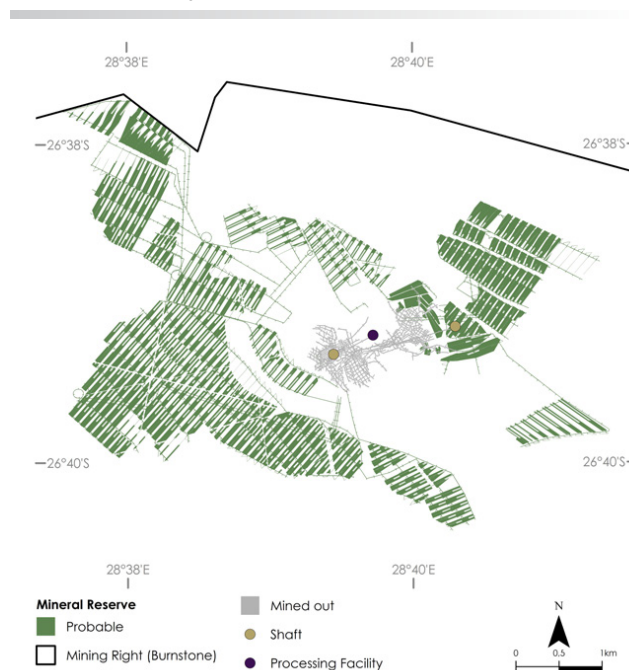 28°38'E 28°40'E
26°38'S 26°38'S
26°40'S 26°40'S
28°38'E 28°40'E
Mineral Reserve
Probable
Mining Right (Burnstone)
Mined out
Shaft
Processing Facility
N
0 0,5 1km